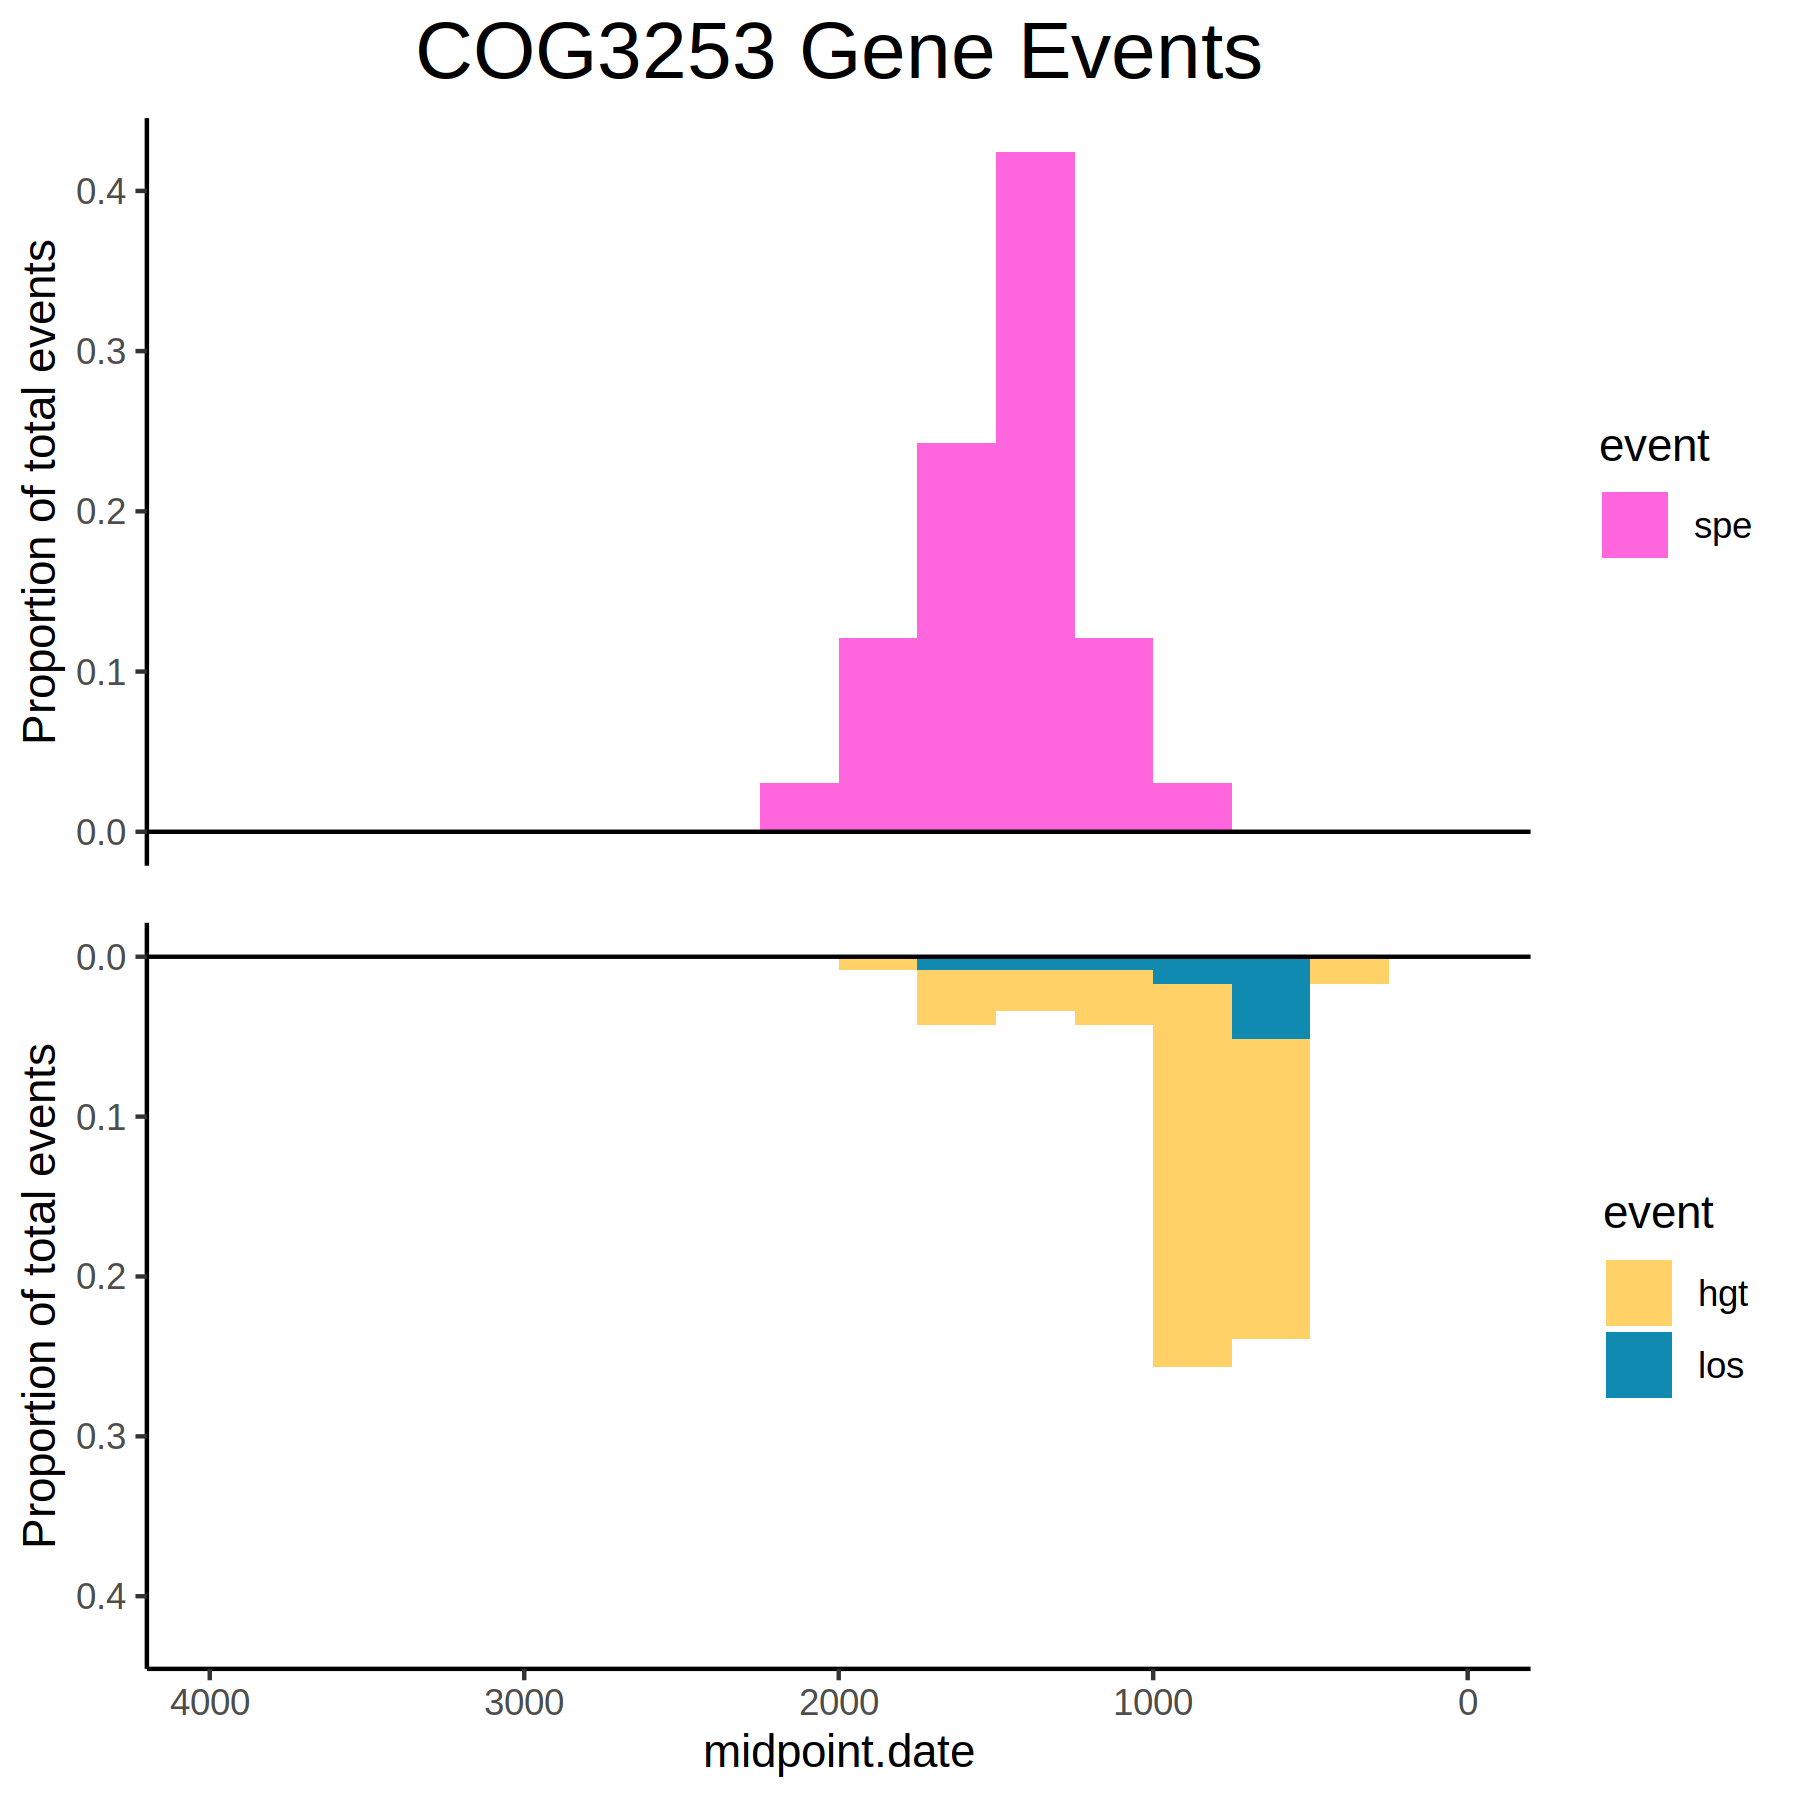 COG3253 Gene Events
Proportion of total events
0.4
0.3
0.2
0.1
0.0
event
spe
Proportion of total events
0.0
0.1
0.2
0.3
0.4
event
hgt
los
4000 3000 2000 1000 0
midpoint.date